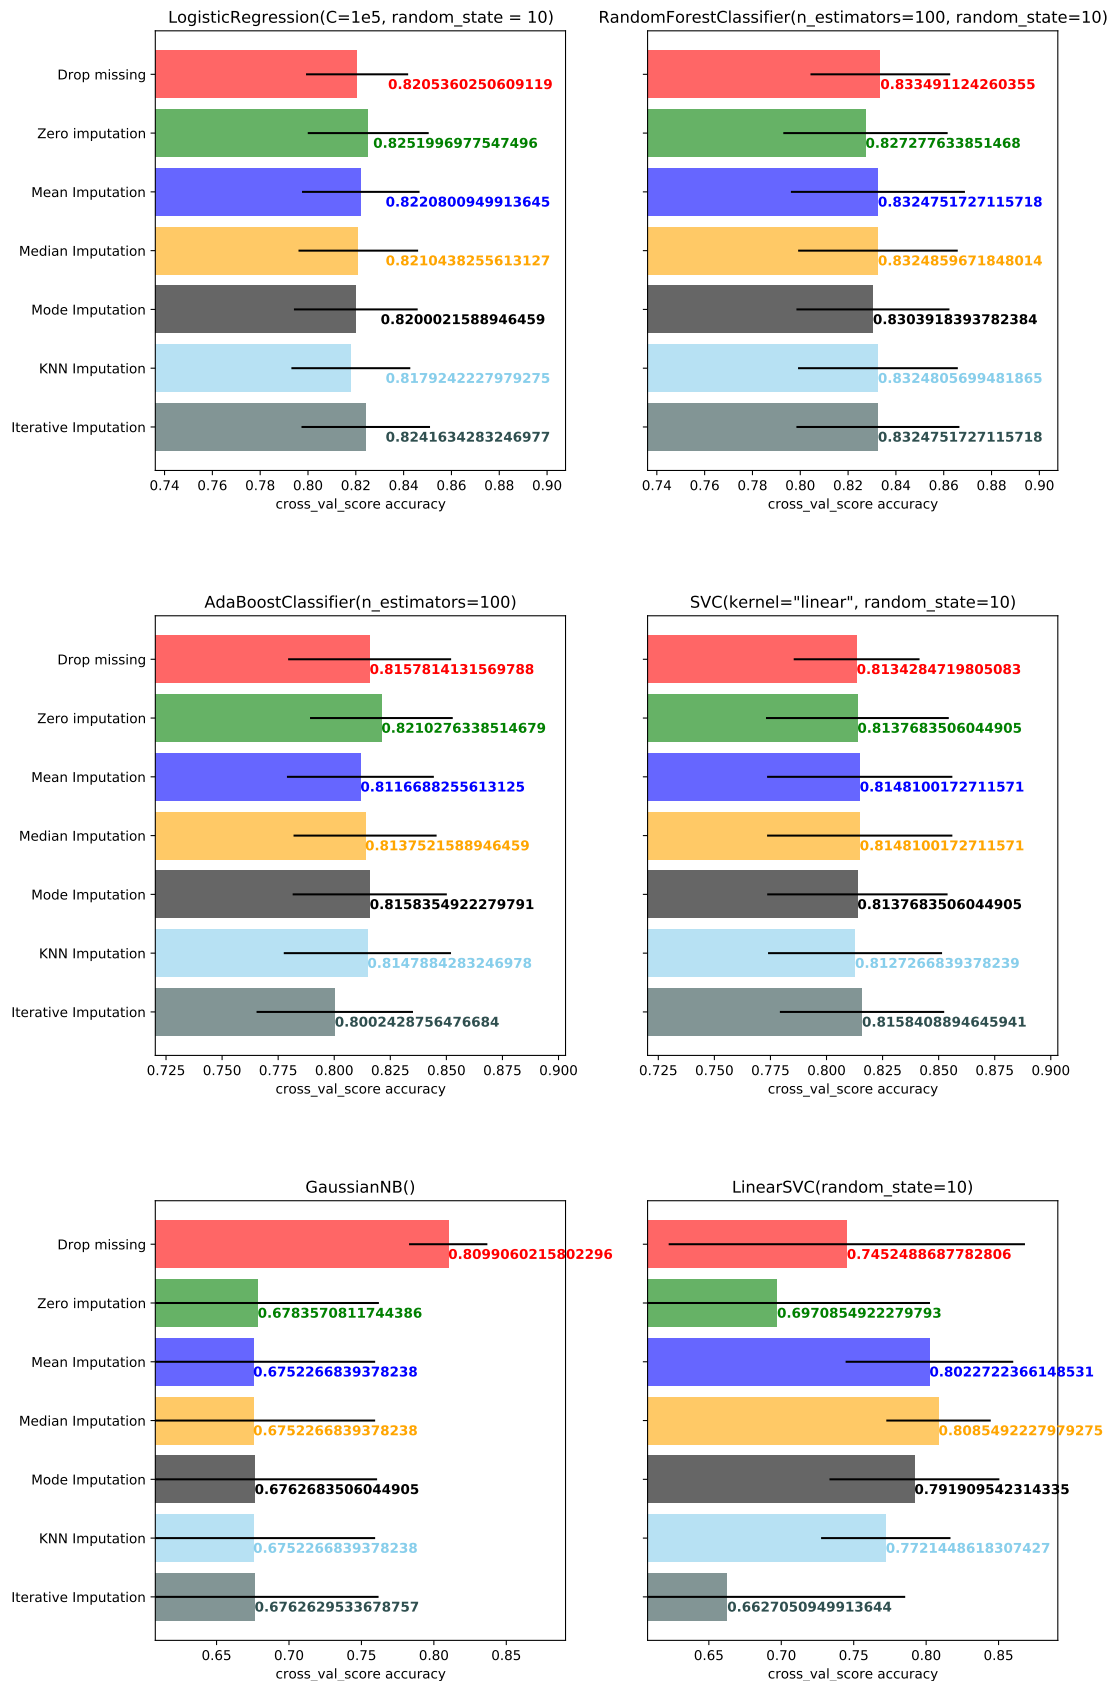 LogisticRegression(C=1e5, random_state = 10)
Drop missing
0.8205360250609119
Zero imputation
0.8251996977547496
Mean Imputation
0.8220800949913645
Median Imputation
0.8210438255613127
Mode Imputation
0.8200021588946459
KNN Imputation
0.8179242227979275
Iterative Imputation
0.8241634283246977
0.74 0.76 0.78 0.80 0.82 0.84 0.86 0.88 0.90
cross_val_score accuracy
RandomForestClassifier(n_estimators=100, random_state=10)
0.833491124260355
0.827277633851468
0.8324751727115718
0.8324859671848014
0.8303918393782384
0.8324805699481865
0.8324751727115718
0.74 0.76 0.78 0.80 0.82 0.84 0.86 0.88 0.90
cross_val_score accuracy
AdaBoostClassifier(n_estimators=100)
Drop missing
0.8157814131569788
Zero imputation
0.8210276338514679
Mean Imputation
0.8116688255613125
Median Imputation
0.8137521588946459
Mode Imputation
0.8158354922279791
KNN Imputation
0.8147884283246978
Iterative Imputation
0.8002428756476684
0.725 0.750 0.775 0.800 0.825 0.850 0.875 0.900
cross_val_score accuracy
SVC(kernel="linear", random_state=10)
0.8134284719805083
0.8137683506044905
0.8148100172711571
0.8148100172711571
0.8137683506044905
0.8127266839378239
0.8158408894645941
0.725 0.750 0.775 0.800 0.825 0.850 0.875 0.900
cross_val_score accuracy
GaussianNB()
Drop missing
0.8099060215802296
Zero imputation
0.6783570811744386
Mean Imputation
0.6752266839378238
Median Imputation
0.6752266839378238
Mode Imputation
0.6762683506044905
KNN Imputation
0.6752266839378238
Iterative Imputation
0.6762629533678757
0.65 0.70 0.75 0.80 0.85
cross_val_score accuracy
LinearSVC(random_state=10)
0.7452488687782806
0.6970854922279793
0.8022722366148531
0.8085492227979275
0.791909542314335
0.7721448618307427
0.6627050949913644
0.65 0.70 0.75 0.80 0.85
cross_val_score accuracy